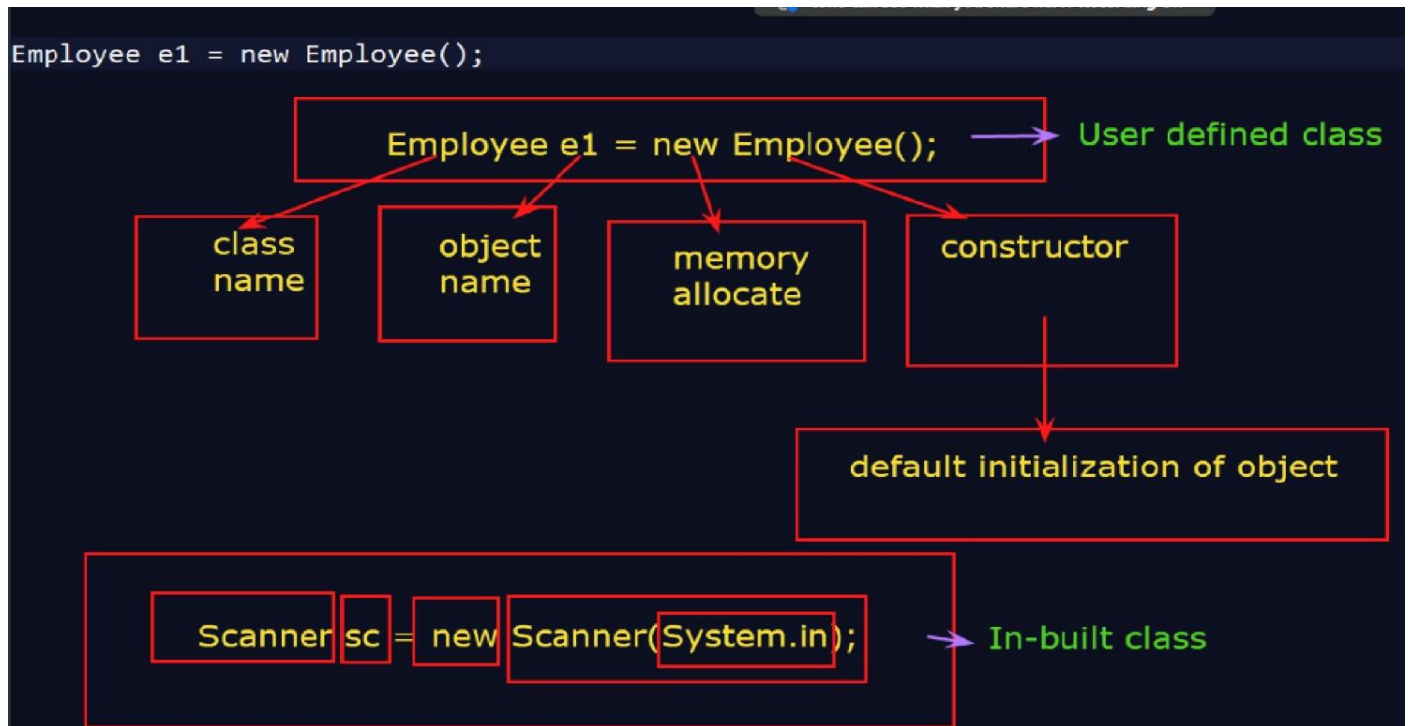 Employee e1 = new Employee();
Employee e1 = new Employee();
User defined class
class
name
object
name
memory
allocate
constructor
default initialization of object
Scanner sc = new Scanner(System.in);
In-built class